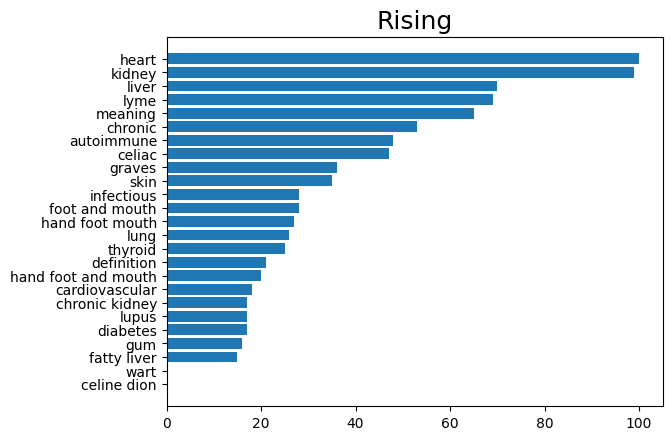 Rising
heart
kidney
liver
lyme
meaning
chronic
autoimmune
celiac
graves
skin
infectious
foot and mouth
hand foot mouth
lung
thyroid
definition
hand foot and mouth
cardiovascular
chronic kidney
lupus
diabetes
gum
fatty liver
wart
celine dion
0 20 40 60 80 100